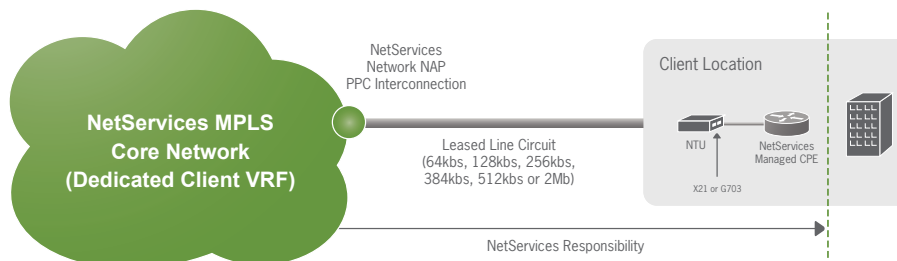 NetServices
Network NAP
PPC Interconnection
Client Location
NetServices MPLS
Core Network
(Dedicated Client VRF)
Leased Line Circuit
(64kbs, 128kbs, 256kbs,
384kbs, 512kbs or 2Mb)
NTU
NetServices
Managed CPE
X21 or G703
NetServices Responsibility